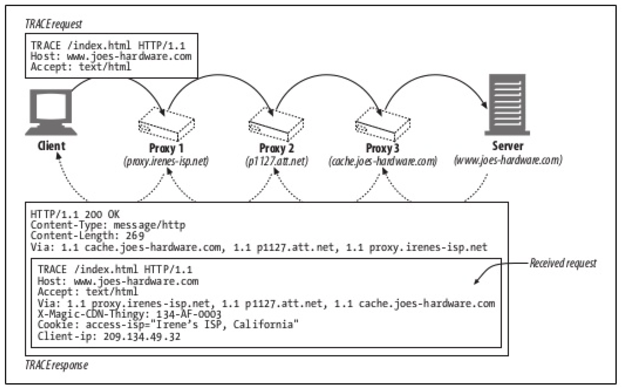 TRACE request
TRACE /index.html HTTP/1.1
Host: www.joes-hardware.com
Accept: text/html
Client
Proxy 1
(proxy.irenes-isp.net)
Proxy 2
(p1127.att.net)
Proxy 3
(cache.joes-hardware.com)
Server
(www.joes-hardware.com)
HTTP/1.1 200 OK
Content-Type: message/http
Content-Length: 269
Via: 1.1 cache.joes-hardware.com, 1.1 p1127.att.net, 1.1 proxy.irenes-isp.net
TRACE /index.html HTTP/1.1
Host: www.joes-hardware.com
Accept: text/html
Via: 1.1 proxy.irenes-isp.net, 1.1 p1127.att.net, 1.1 cache.joes-hardware.com
X-Magic-CDN-Thingy: 134-AF-0003
Cookie: access-isp="Irene's ISP, California"
Client-ip: 209.134.49.32
Received request
TRACE response